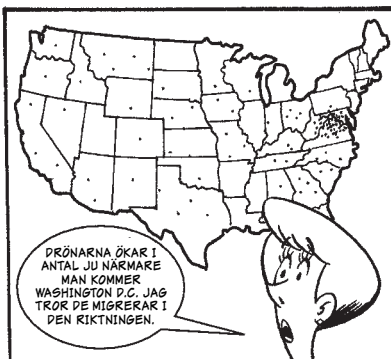 DRÖNARNA ÖKAR I
ANTAL JU NÄRMARE
MAN KOMMER
WASHINGTON D.C. JAG
TROR DE MIGRERAR I
DEN RIKTNINGEN.